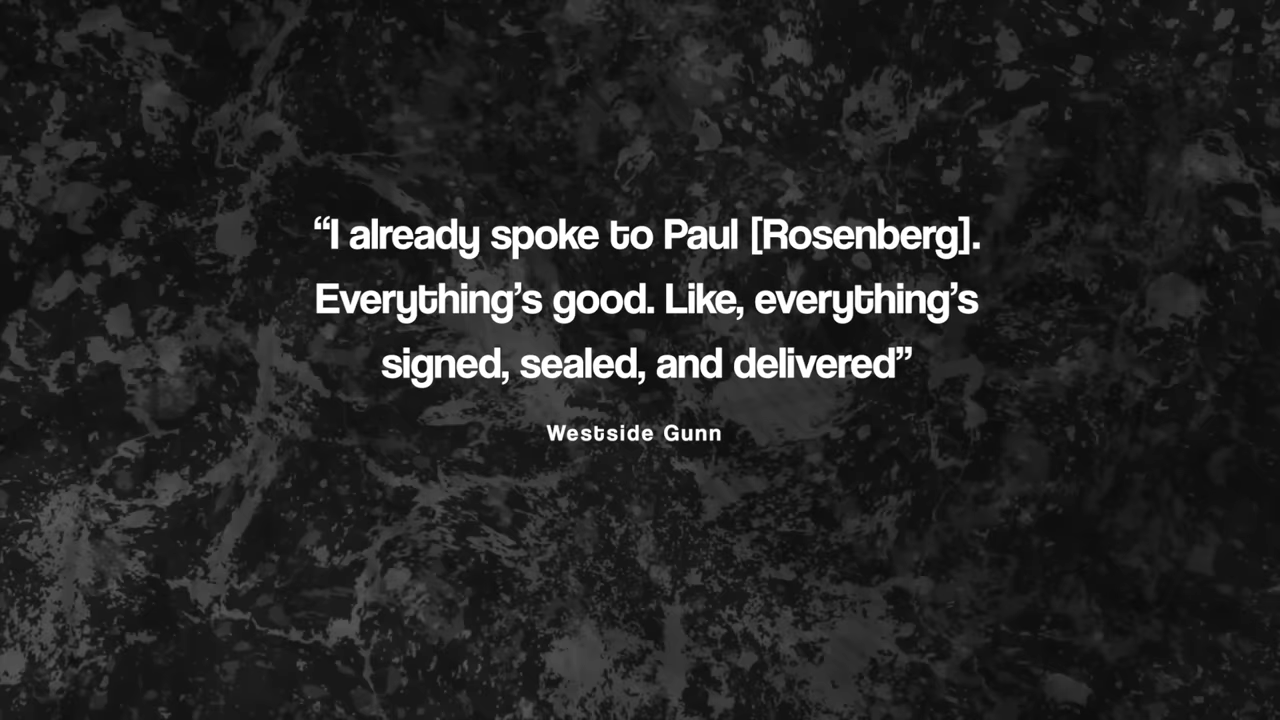 “I already spoke to Paul [Rosenberg].
Everything’s good. Like, everything’s
signed, sealed, and delivered”
Westside Gunn